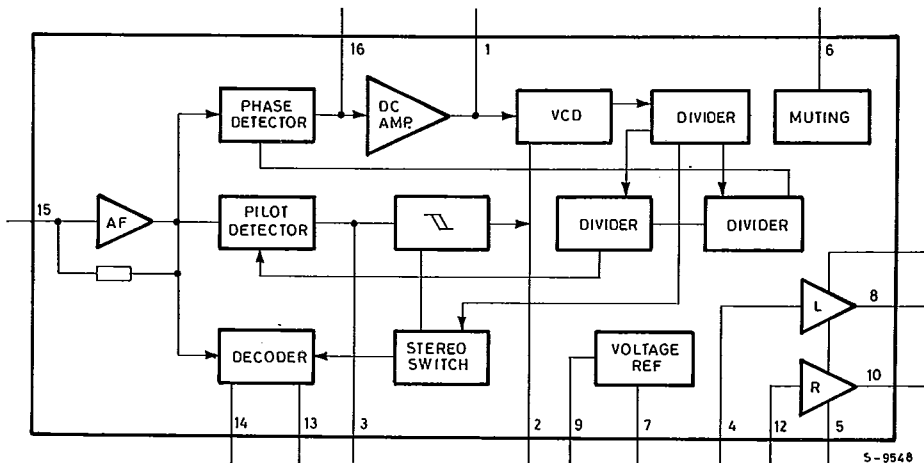 16
1
6
PHASE
DETECTOR
DC
AMP.
VCD
DIVIDER
MUTING
15
AF
PILOT
DETECTOR
DIVIDER
DIVIDER
L
8
DECODER
STEREO
SWITCH
VOLTAGE
REF
R
10
14
13
3
2
9
7
4
12
5
S-9548